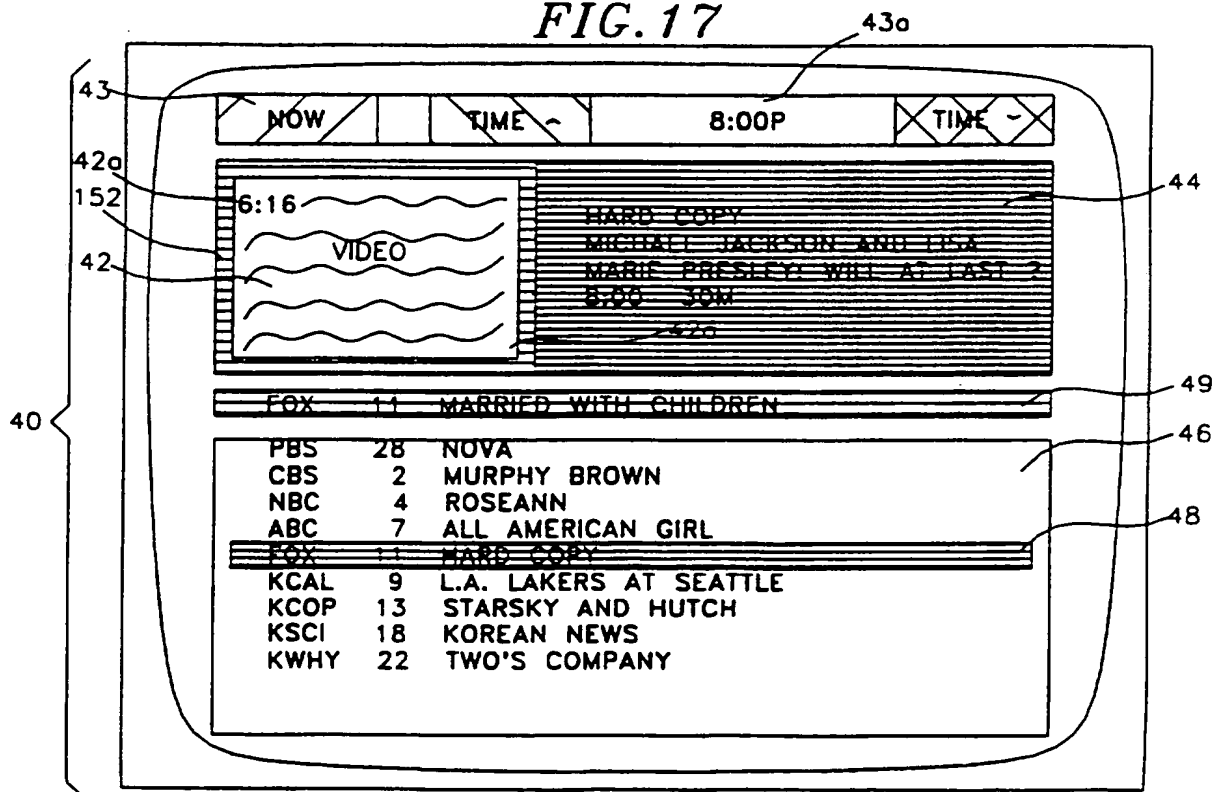 FIG.17
43a
43
NOW TIME ~ 8:00P TIME ~
42a
6:16
44
152
HARD COPY
MICHAEL JACKSON AND LISA
VIDEO
MARIE PRESLEY: WILL AT LAST ?
42
8:00 30M
42a
49
FOX 11 MARRIED WITH CHILDREN
40
46
PBS 28 NOVA
CBS 2 MURPHY BROWN
NBC 4 ROSEANN
48
ABC 7 ALL AMERICAN GIRL
FOX 11 HARD COPY
KCAL 9 L.A. LAKERS AT SEATTLE
KCOP 13 STARSKY AND HUTCH
KSCI 18 KOREAN NEWS
KWHY 22 TWO'S COMPANY